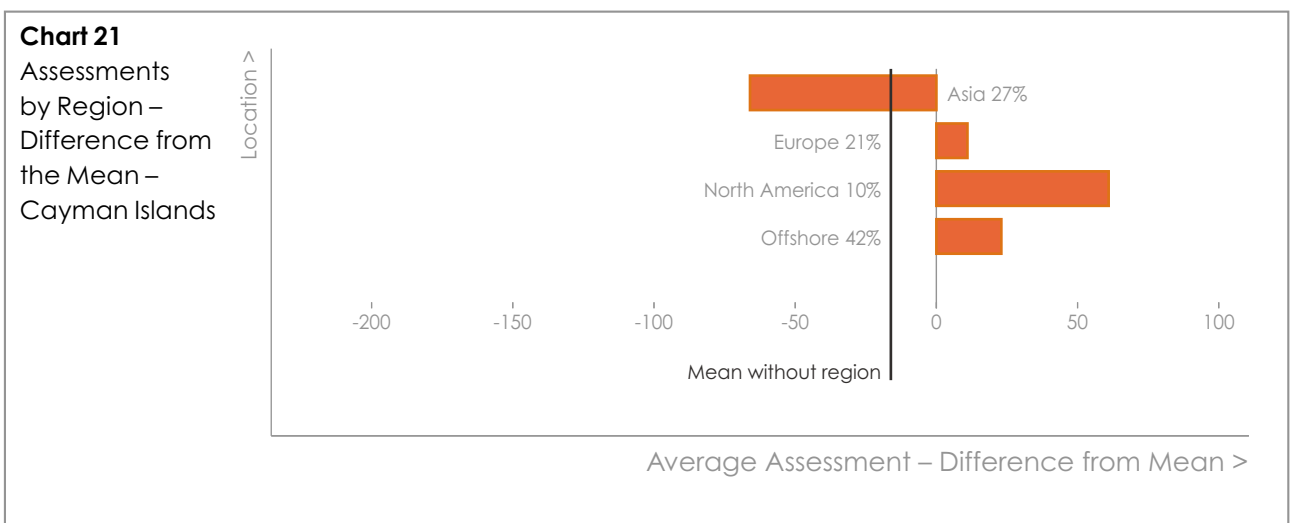 Chart 21
Assessments
by Region –
Difference from
the Mean –
Cayman Islands
Location >
Asia 27%
Europe 21%
North America 10%
Offshore 42%
-200 -150 -100 -50 0 50 100
Mean without region
Average Assessment – Difference from Mean >